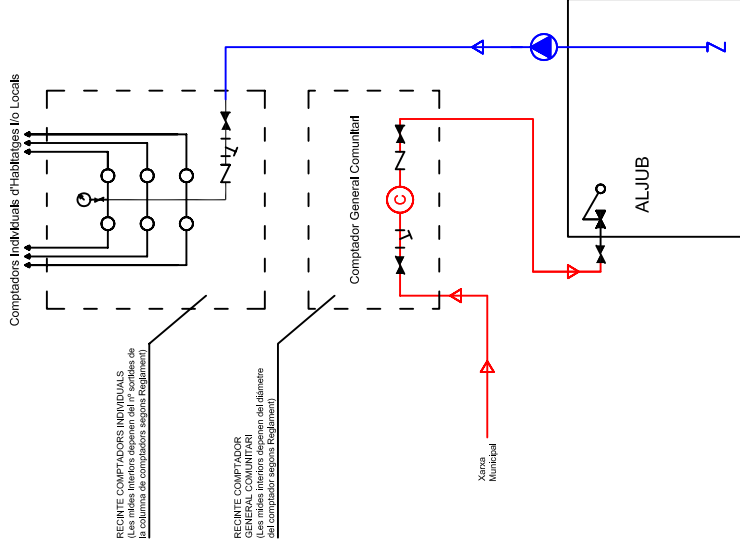 Comptadors Individuals d'Habitatges i/o Locals
Comptador General Comunitari
C
ALJUB
RECINTE COMPTADORS INDIVIDUALS
(Les mides interiors depenen del nº sortides de
la columna de comptadors segons Reglament)
RECINTE COMPTADOR
GENERAL COMUNITARI
(Les mides interiors depenen del diàmetre
del comptador segons Reglament)
Xarxa
Municipal